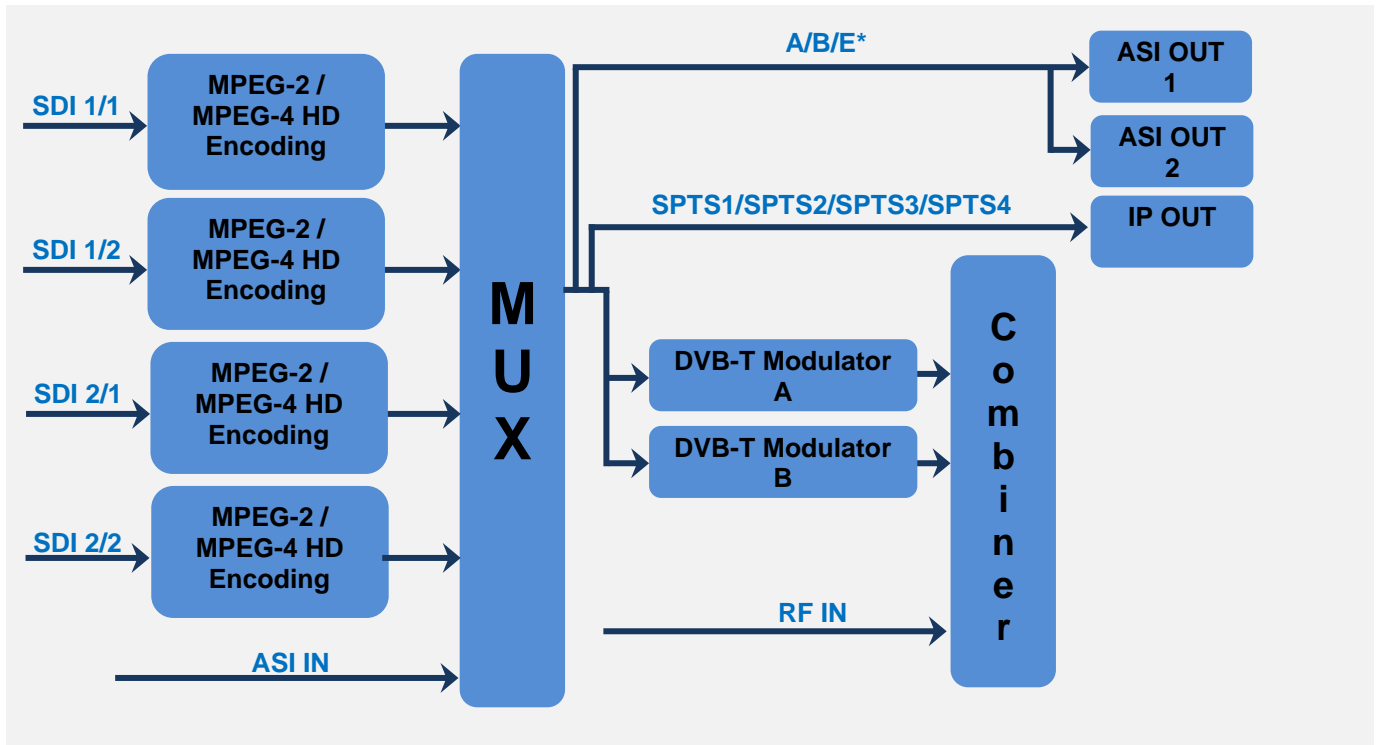 SDI 1/1
MPEG-2 /
MPEG-4 HD
Encoding
SDI 1/2
MPEG-2 /
MPEG-4 HD
Encoding
SDI 2/1
MPEG-2 /
MPEG-4 HD
Encoding
SDI 2/2
MPEG-2 /
MPEG-4 HD
Encoding
ASI IN
M
U
X
A/B/E*
ASI OUT
1
ASI OUT
2
SPTS1/SPTS2/SPTS3/SPTS4
IP OUT
DVB-T Modulator
A
DVB-T Modulator
B
RF IN
C
o
m
b
i
n
e
r